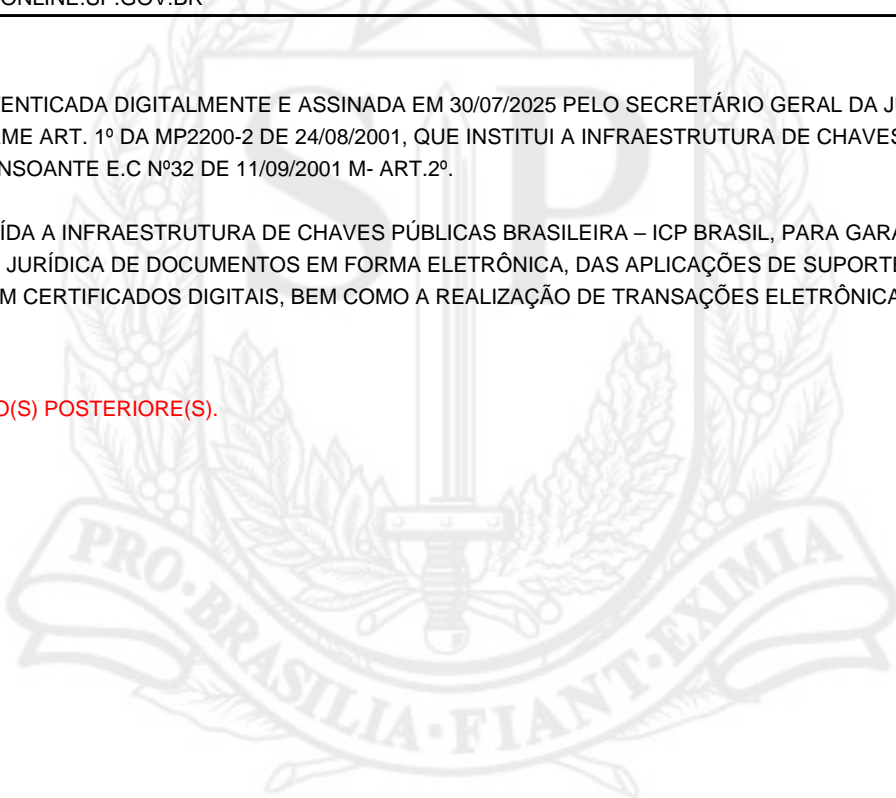 ONLINE.SP.GOV.BR
ENTICADA DIGITALMENTE E ASSINADA EM 30/07/2025 PELO SECRETÁRIO GERAL DA J
ME ART. 1º DA MP2200-2 DE 24/08/2001, QUE INSTITUI A INFRAESTRUTURA DE CHAVES
NSOANTE E.C Nº32 DE 11/09/2001 M- ART.2º.
ÍDA A INFRAESTRUTURA DE CHAVES PÚBLICAS BRASILEIRA – ICP BRASIL, PARA GARA
JURÍDICA DE DOCUMENTOS EM FORMA ELETRÔNICA, DAS APLICAÇÕES DE SUPORTE
M CERTIFICADOS DIGITAIS, BEM COMO A REALIZAÇÃO DE TRANSAÇÕES ELETRÔNICA
O(S) POSTERIORE(S).
SP
PRO·BRASILIA·FIANT·EXIMIA